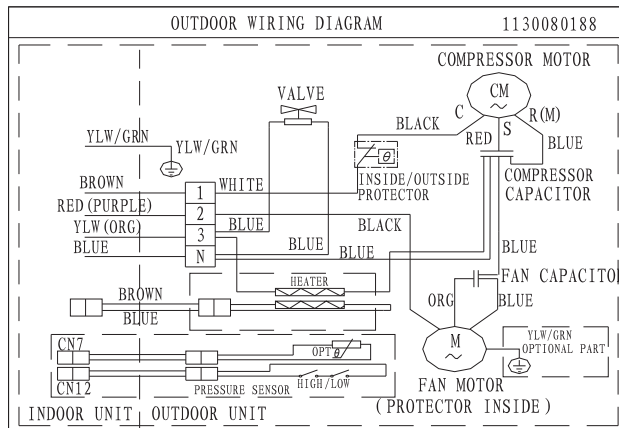 OUTDOOR WIRING DIAGRAM 1130080188
COMPRESSOR MOTOR
CM
VALVE
C
S
R(M)
BLACK
RED
BLUE
YLW/GRN
YLW/GRN
COMPRESSOR
CAPACITOR
θ
INSIDE/OUTSIDE
PROTECTOR
BROWN
1
WHITE
RED(PURPLE)
2
BLACK
YLW(ORG)
3
BLUE
BLUE
N
BLUE
BLUE
BLUE
HEATER
FAN CAPACITOR
BROWN
BLUE
ORG
BLUE
M
YLW/GRN
OPTIONAL PART
CN7
OPT
θ
CN12
PRESSURE SENSOR
HIGH/LOW
FAN MOTOR
(PROTECTOR INSIDE)
INDOOR UNIT
OUTDOOR UNIT